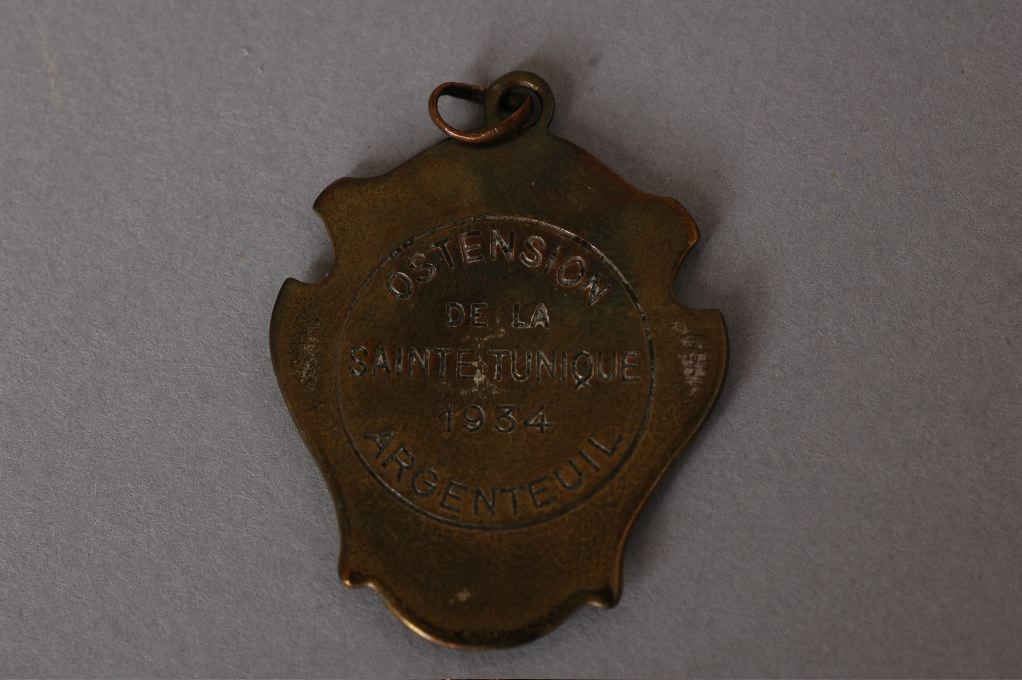 OSTENSION
DE LA
SAINTE TUNIQUE
1934
ARGENTEUIL